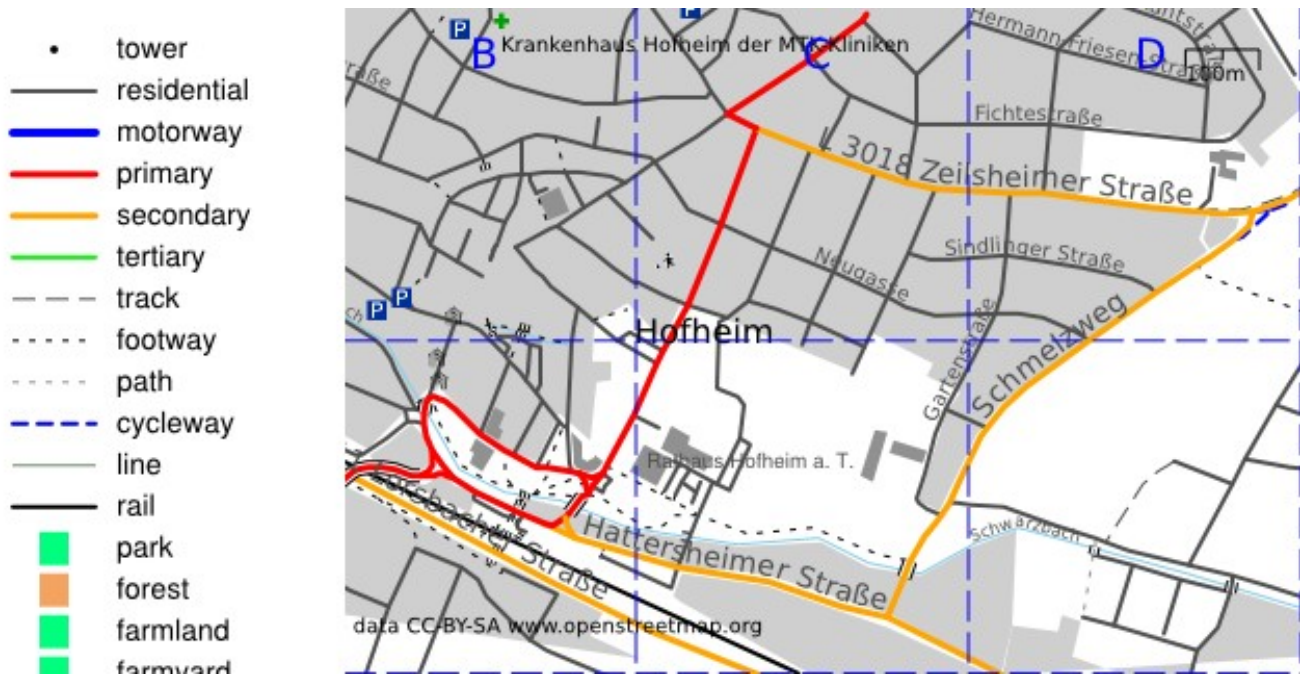 tower
residential
motorway
primary
secondary
tertiary
track
footway
path
cycleway
line
rail
park
forest
farmland
farmyard
P
P
B
C
D
Krankenhaus Hofheim der MTK-Kliniken
Hermann-Friesen-Straße
100m
Fichtestraße
L 3018 Zeilsheimer Straße
Sindlinger Straße
Neugasse
P
P
Hofheim
Gartenstraße
Schmelzweg
Rathaus Hofheim a. T.
Schwarzbach
Hattersheimer Straße
Straße
data CC-BY-SA www.openstreetmap.org